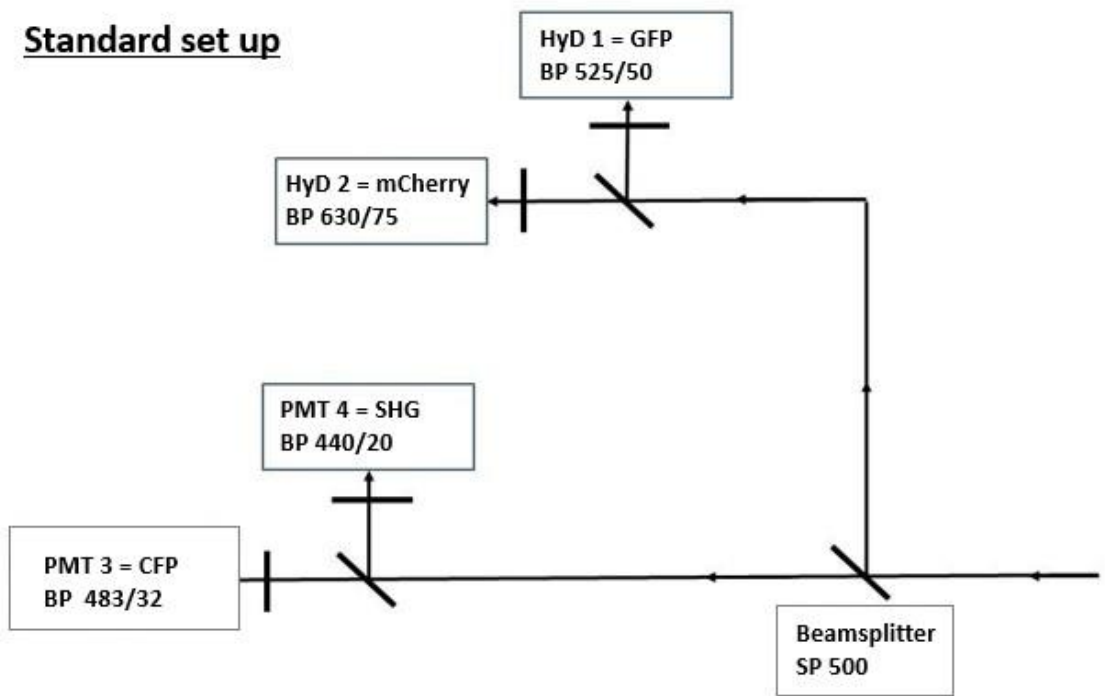 Standard set up
HyD 1 = GFP
BP 525/50
HyD 2 = mCherry
BP 630/75
PMT 4 = SHG
BP 440/20
PMT 3 = CFP
BP  483/32
Beamsplitter
SP 500